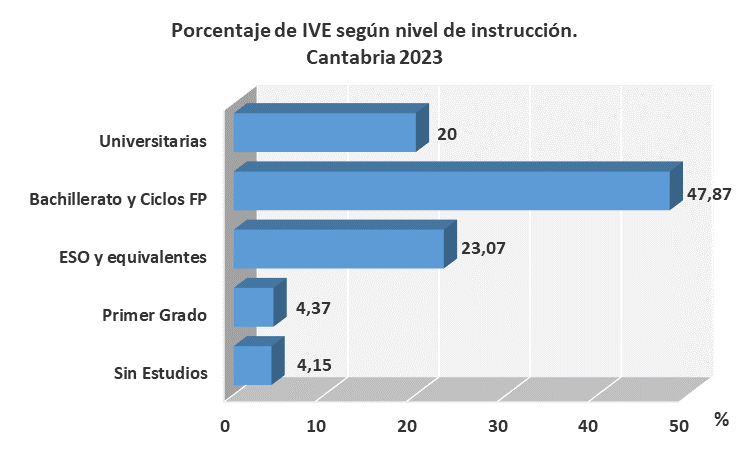 Porcentaje de IVE según nivel de instrucción.
Cantabria 2023
Universitarias
20
Bachillerato y Ciclos FP
47,87
ESO y equivalentes
23,07
Primer Grado
4,37
Sin Estudios
4,15
0 10 20 30 40 50 %